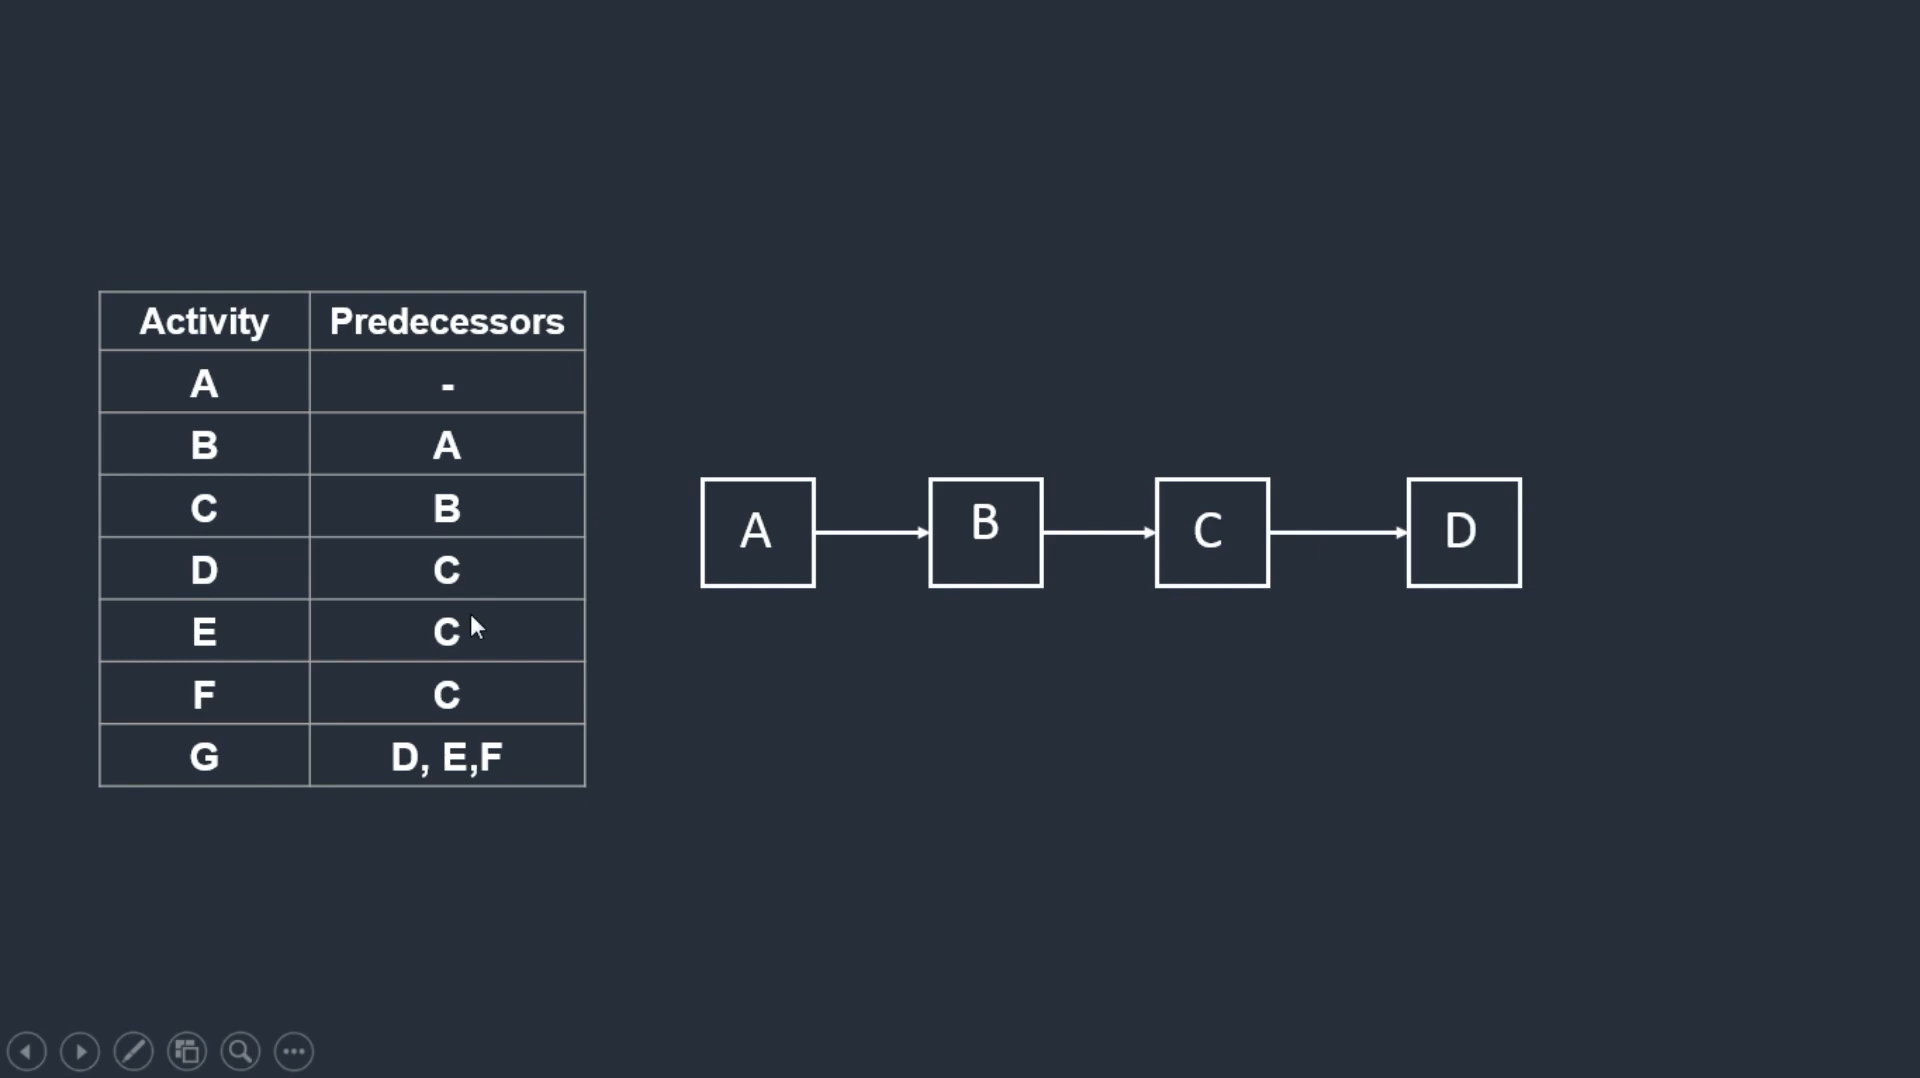 Activity Predecessors
A -
B A
C B
D C
E C
F C
G D, E,F
A B C D